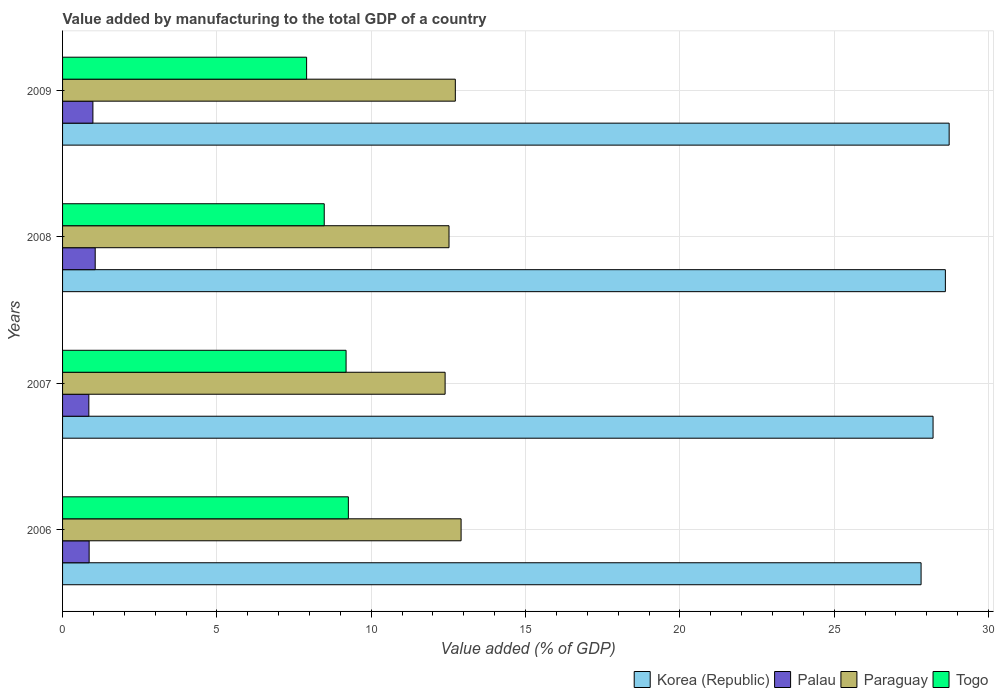 Value added by manufacturing to the total GDP of a country
2009
2008
2007
2006
Years
0 5 10 15 20 25 30
Value added (% of GDP)
Korea (Republic) Palau Paraguay Togo